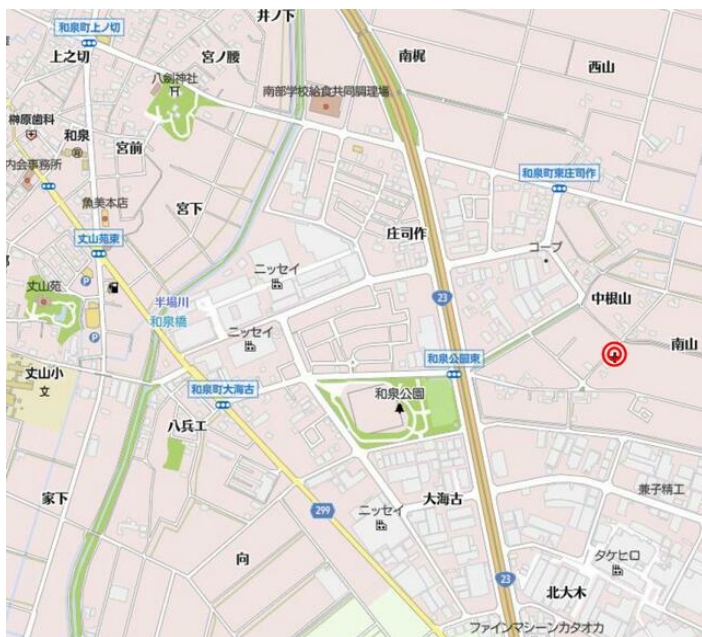 井ノ下
和泉町上ノ切
上之切
宮ノ腰
南梶
西山
八剱神社
南部学校給食共同調理場
榊原歯科
和泉
宮前
内会事務所
和泉町東庄司作
魚美本店
宮下
庄司作
丈山苑東
コープ
ニッセイ
丈山苑
P
半場川
23
中根山
和泉橋
ニッセイ
P
南山
和泉公園東
丈山小
文
和泉町大海古
和泉公園
八兵エ
家下
大海古
兼子精工
299
ニッセイ
向
タケヒロ
23
北大木
ファインマシーンカタオカ